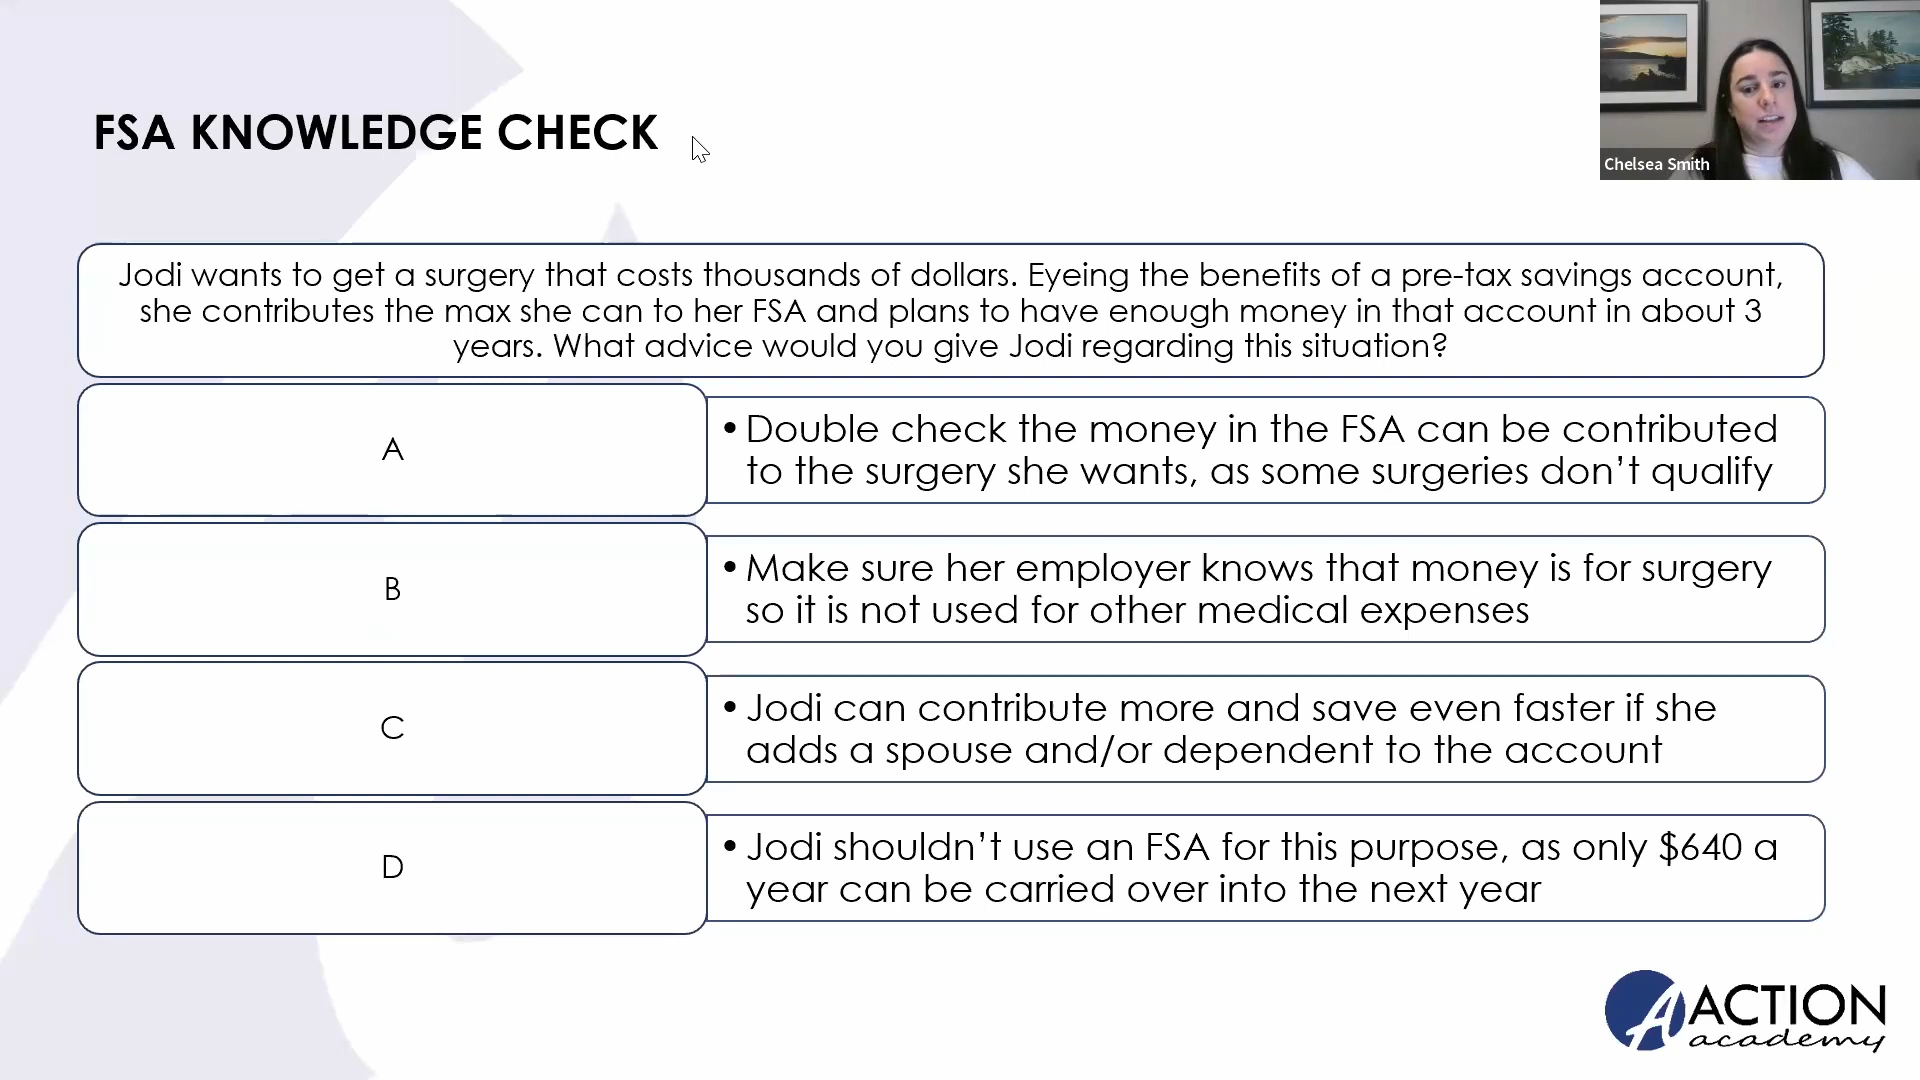 FSA KNOWLEDGE CHECK
Chelsea Smith
Jodi wants to get a surgery that costs thousands of dollars. Eyeing the benefits of a pre-tax savings account,
she contributes the max she can to her FSA and plans to have enough money in that account in about 3
years. What advice would you give Jodi regarding this situation?
A
• Double check the money in the FSA can be contributed
to the surgery she wants, as some surgeries don’t qualify
B
• Make sure her employer knows that money is for surgery
so it is not used for other medical expenses
C
• Jodi can contribute more and save even faster if she
adds a spouse and/or dependent to the account
D
• Jodi shouldn’t use an FSA for this purpose, as only $640 a
year can be carried over into the next year
A ACTION
academy